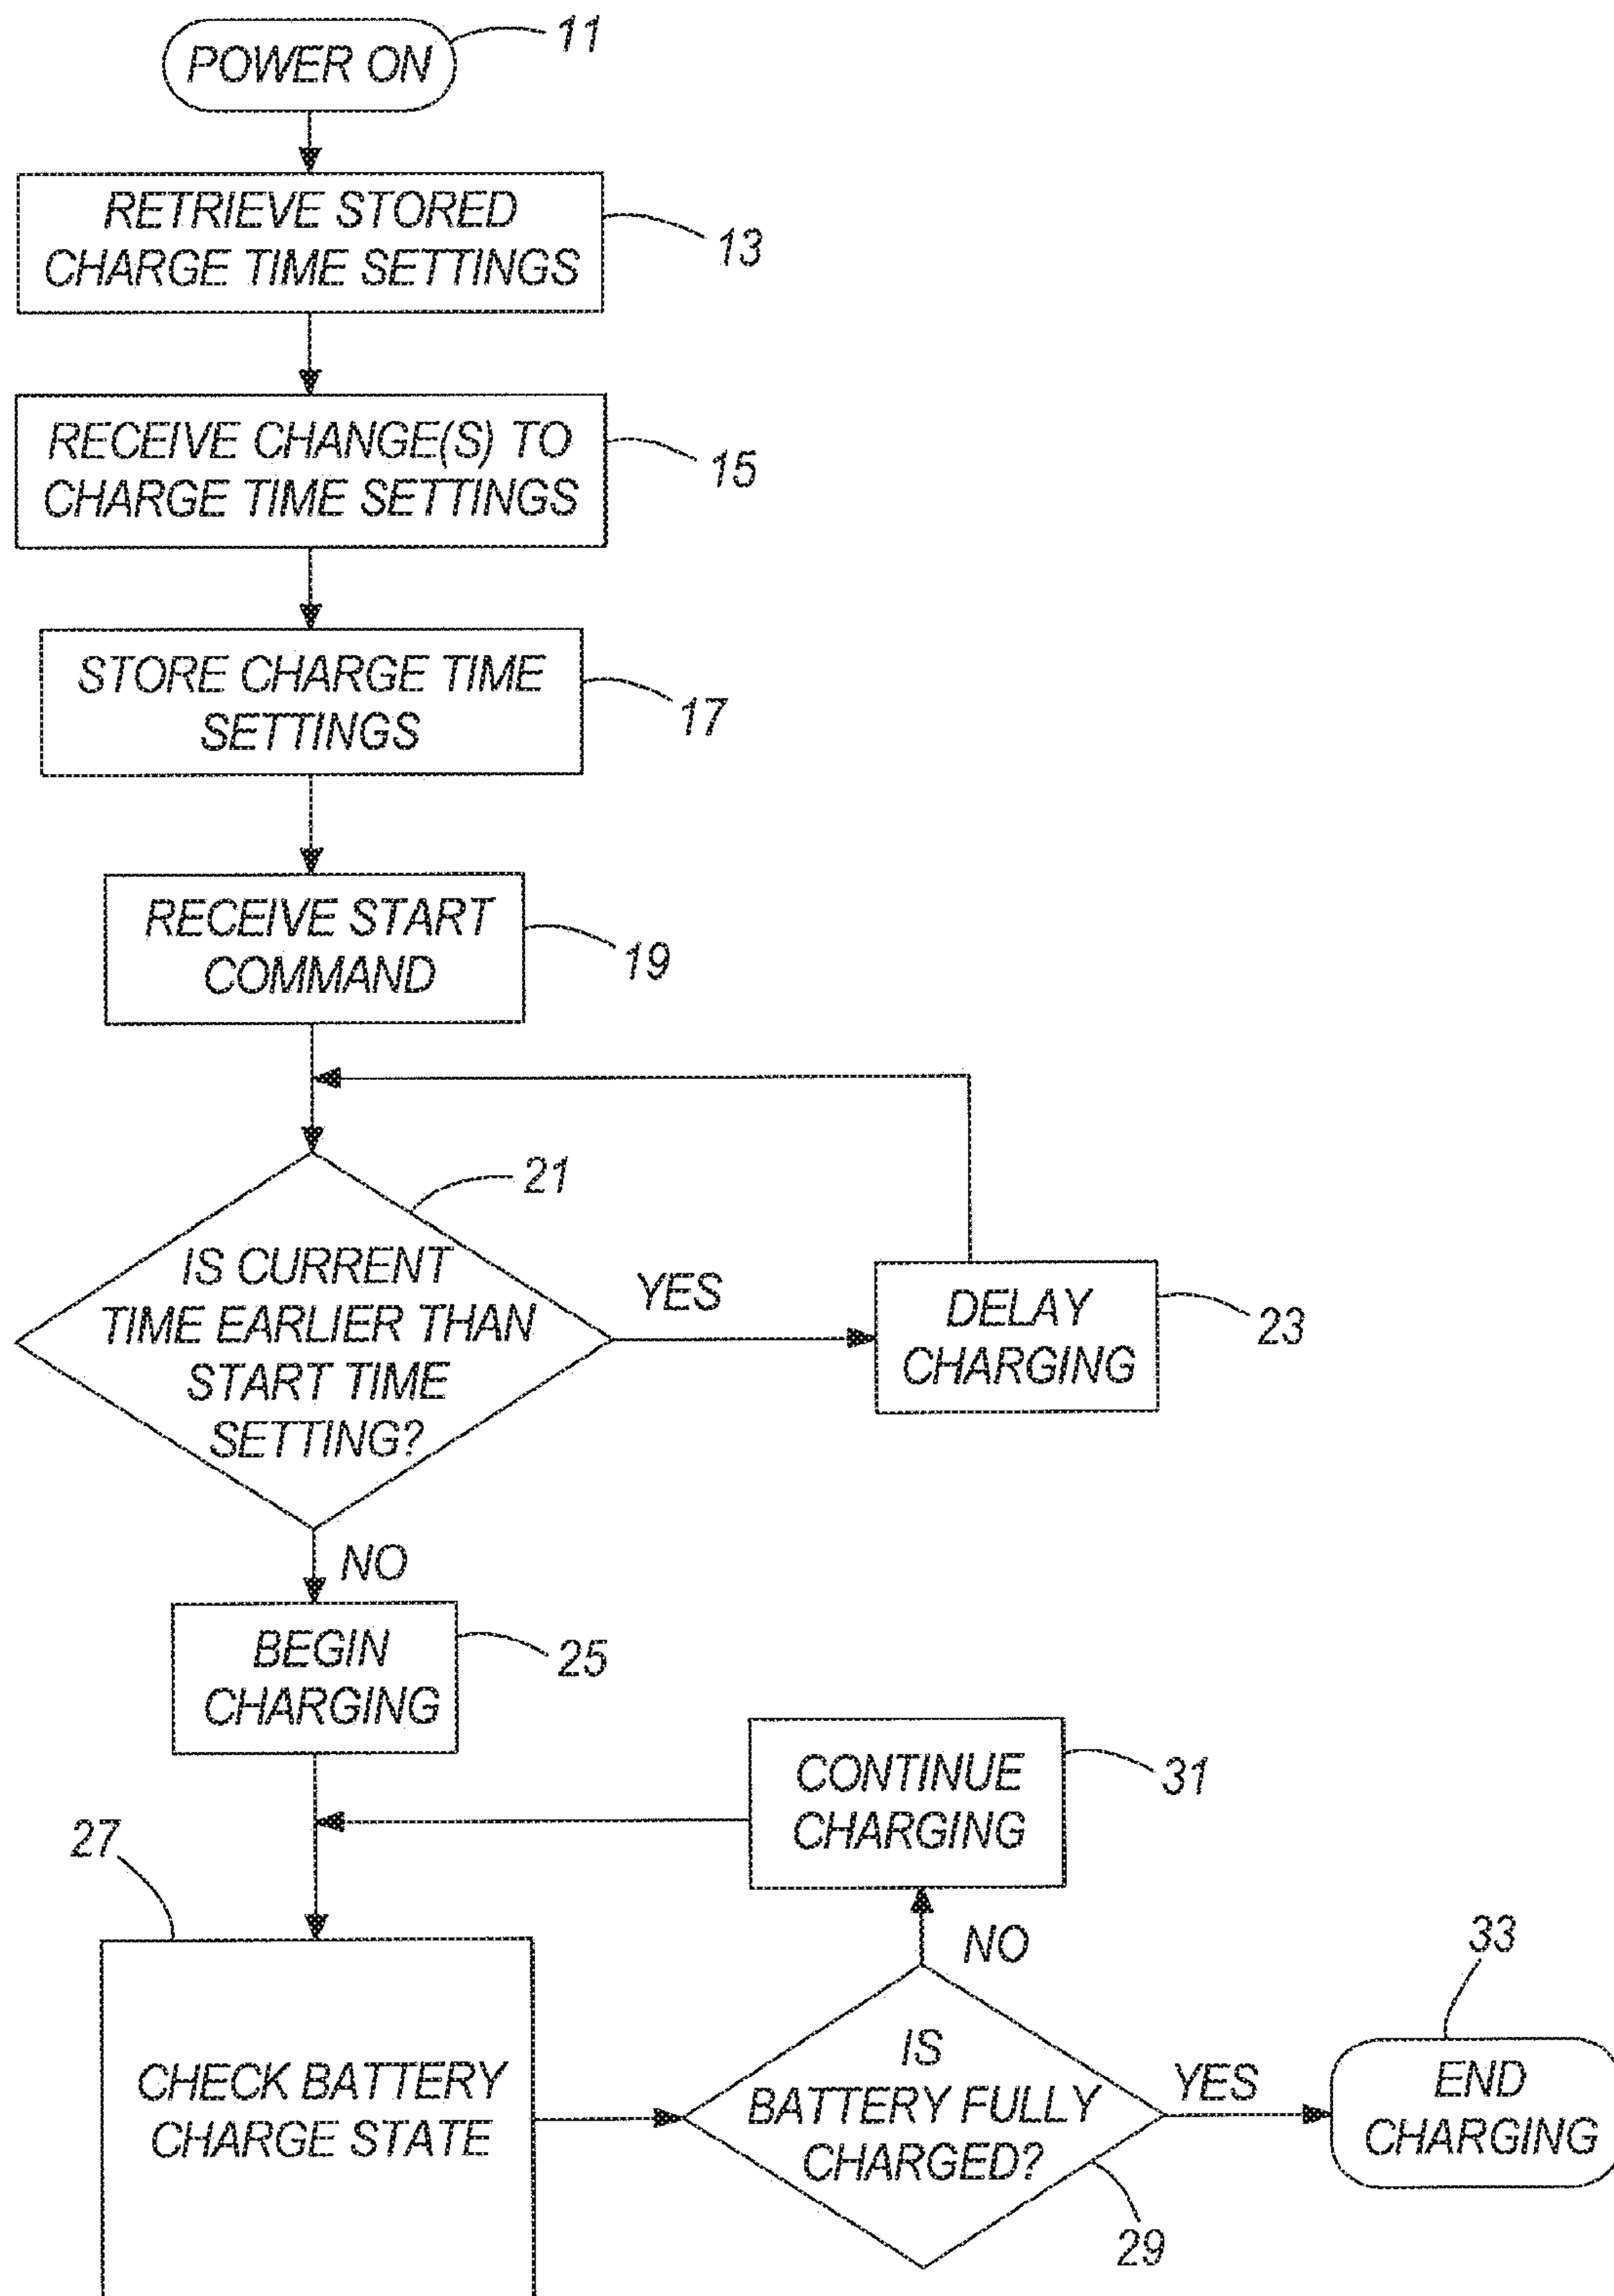 POWER ON
11
RETRIEVE STORED
CHARGE TIME SETTINGS
13
RECEIVE CHANGE(S) TO
CHARGE TIME SETTINGS
15
STORE CHARGE TIME
SETTINGS
17
RECEIVE START
COMMAND
19
21
IS CURRENT
TIME EARLIER THAN
START TIME
SETTING?
YES
DELAY
CHARGING
23
NO
BEGIN
CHARGING
25
CONTINUE
CHARGING
31
27
CHECK BATTERY
CHARGE STATE
NO
IS
BATTERY FULLY
CHARGED?
29
YES
33
END
CHARGING